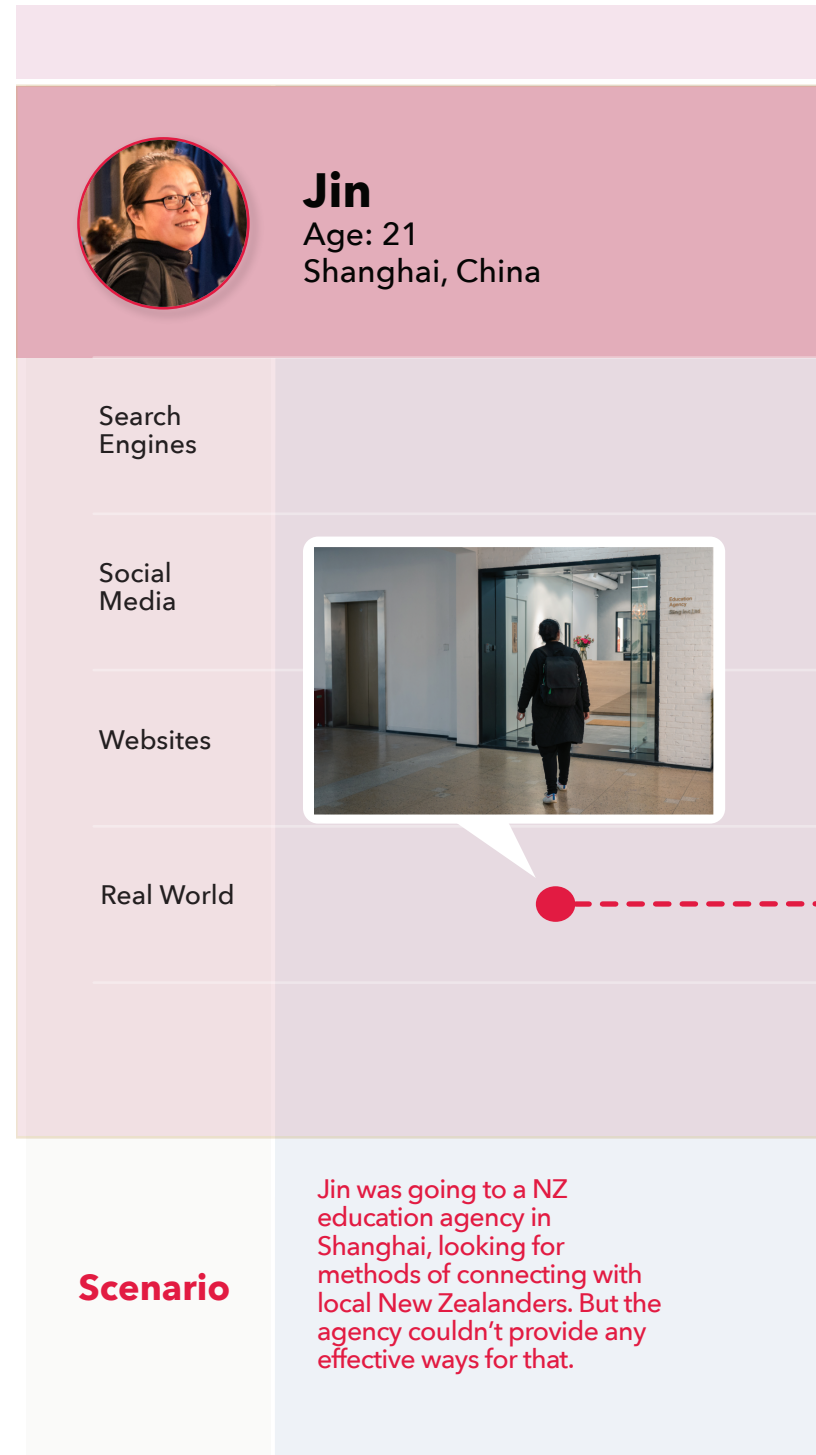 Jin
Age: 21
Shanghai, China
Search
Engines
Social
Media
Education
Agency
Websites
Real World
Scenario
Jin was going to a NZ
education agency in
Shanghai, looking for
methods of connecting with
local New Zealanders. But the
agency couldn’t provide any
effective ways for that.